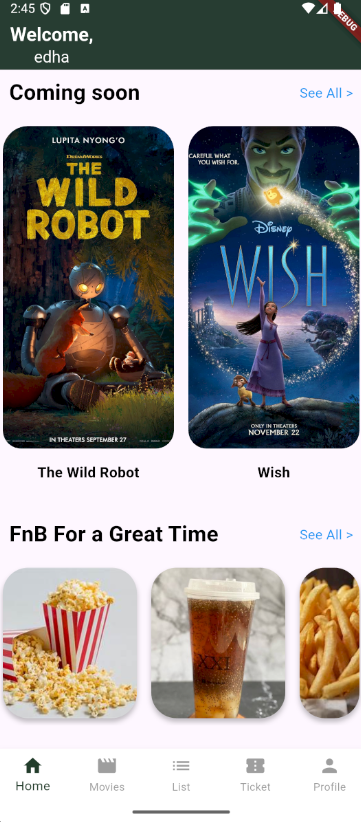 2:45
DEBUG
Welcome,
edha
Coming soon
See All >
LUPITA NYONG'O
DREAMWORKS
THE
WILD
ROBOT
IN THEATERS SEPTEMBER 27
CAREFUL WHAT
YOU WISH FOR.
Disney
WISH
ONLY IN THEATERS
NOVEMBER 22
The Wild Robot
Wish
FnB For a Great Time
See All >
XXI
Home
Movies
List
Ticket
Profile